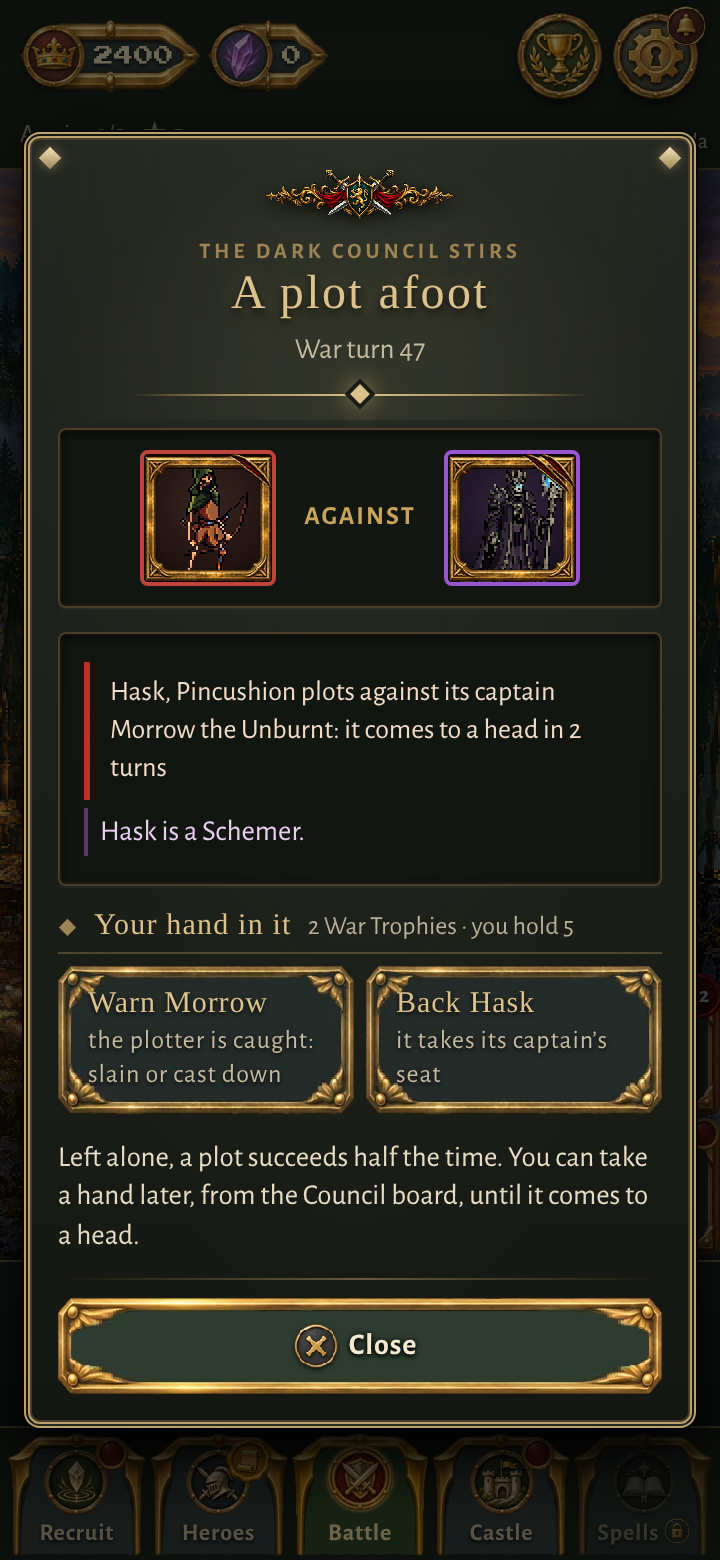 2400
0
THE DARK COUNCIL STIRS
A plot afoot
War turn 47
AGAINST
Hask, Pincushion plots against its captain
Morrow the Unburnt: it comes to a head in 2
turns
Hask is a Schemer.
Your hand in it 2 War Trophies · you hold 5
Warn Morrow
the plotter is caught:
slain or cast down
Back Hask
it takes its captain’s
seat
2
Left alone, a plot succeeds half the time. You can take
a hand later, from the Council board, until it comes to
a head.
Close
Recruit
Heroes
Battle
Castle
Spells